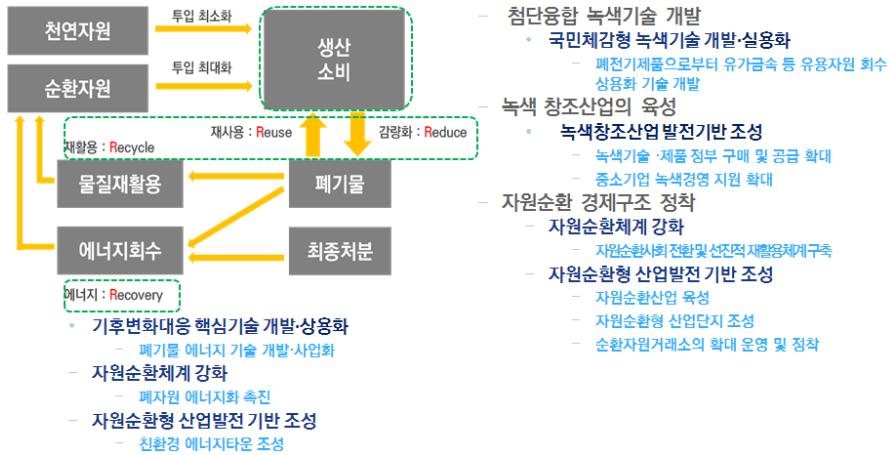 천연자원
투입 최소화
생산
소비
순환자원
투입 최대화
재사용 : Reuse
감량화 : Reduce
재활용 : Recycle
물질재활용
폐기물
에너지회수
최종처분
에너지 : Recovery
• 기후변화대응 핵심기술 개발·상용화
– 폐기물 에너지 기술 개발·사업화
– 자원순환체계 강화
– 폐자원 에너지화 촉진
– 자원순환형 산업발전 기반 조성
– 친환경 에너지타운 조성
– 첨단융합 녹색기술 개발
• 국민체감형 녹색기술 개발·실용화
– 폐전기제품으로부터 유가금속 등 유용자원 회수
상용화 기술 개발
– 녹색 창조산업의 육성
• 녹색창조산업 발전기반 조성
– 녹색기술 ·제품 정부 구매 및 공급 확대
– 중소기업 녹색경영 지원 확대
– 자원순환 경제구조 정착
– 자원순환체계 강화
– 자원순환사회 전환 및 선진적 재활용체계 구축
– 자원순환형 산업발전 기반 조성
– 자원순환산업 육성
– 자원순환형 산업단지 조성
– 순환자원거래소의 확대 운영 및 정착